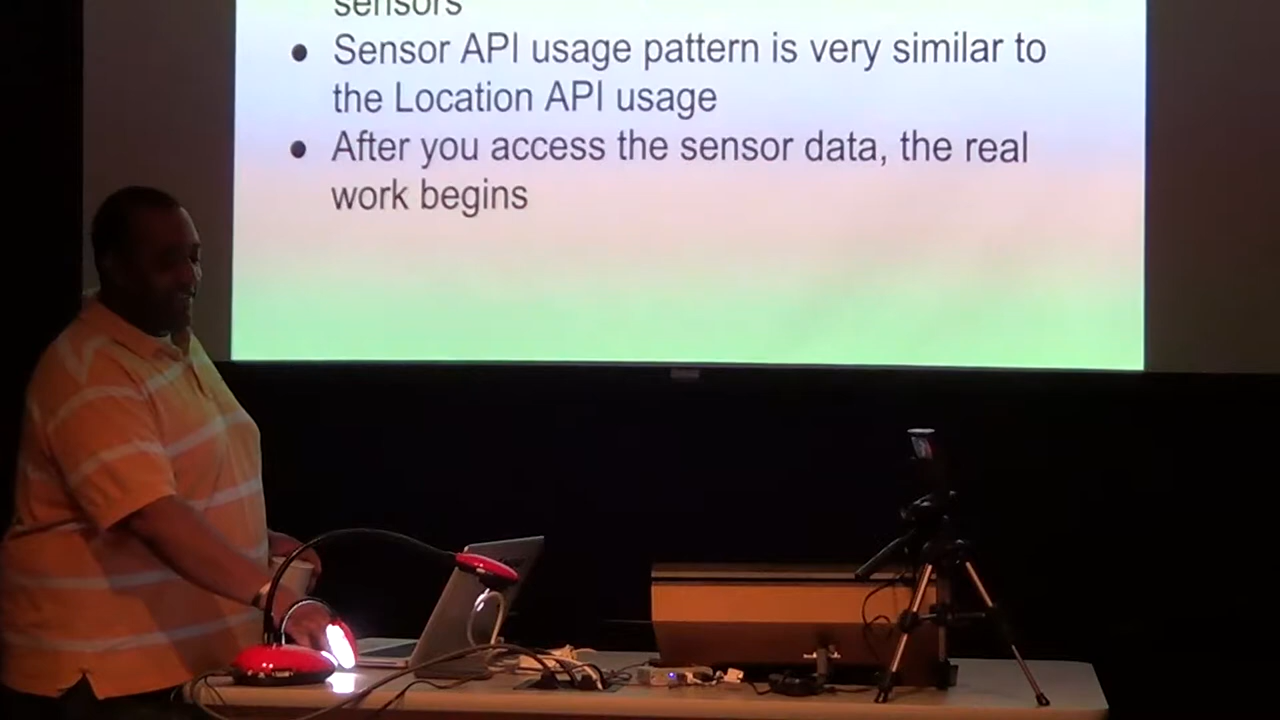 sensors
Sensor API usage pattern is very similar to
the Location API usage
After you access the sensor data, the real
work begins